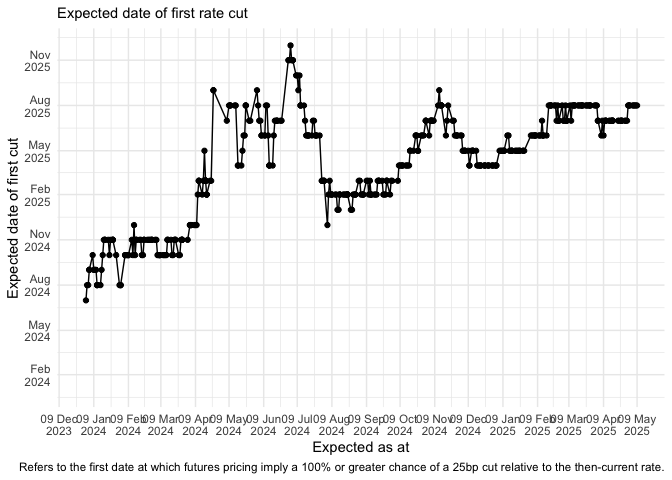 Expected date of first rate cut
Expected date of first cut
Nov
2025
Aug
2025
May
2025
Feb
2025
Nov
2024
Aug
2024
May
2024
Feb
2024
09 Dec 09 Jan 09 Feb 09 Mar 09 Apr 09 May 09 Jun 09 Jul 09 Aug 09 Sep 09 Oct 09 Nov 09 Dec 09 Jan 09 Feb 09 Mar 09 Apr 09 May
2023 2024 2024 2024 2024 2024 2024 2024 2024 2024 2024 2024 2024 2025 2025 2025 2025 2025
Expected as at
Refers to the first date at which futures pricing imply a 100% or greater chance of a 25bp cut relative to the then-current rate.